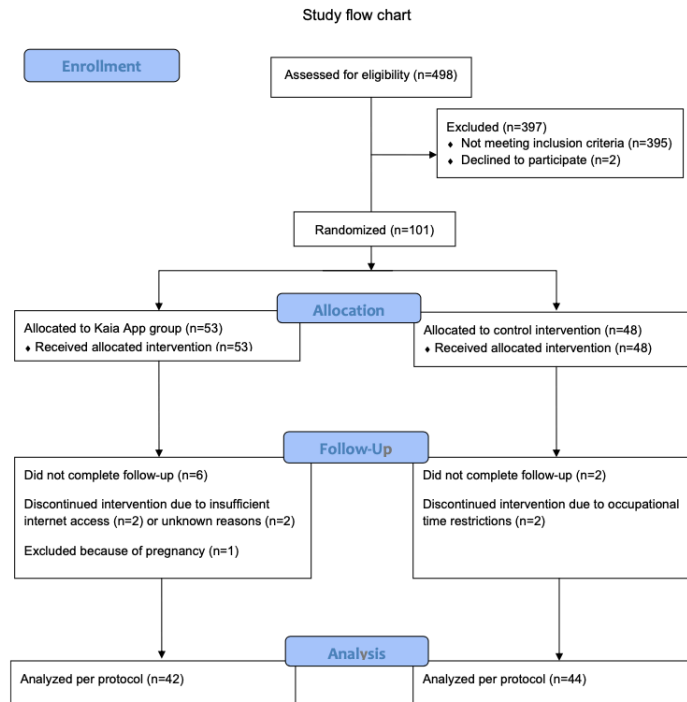 Study flow chart
Enrollment
Assessed for eligibility (n=498)
Excluded (n=397)
♦ Not meeting inclusion criteria (n=395)
♦ Declined to participate (n=2)
Randomized (n=101)
Allocation
Allocated to Kaia App group (n=53)
♦ Received allocated intervention (n=53)
Allocated to control intervention (n=48)
♦ Received allocated intervention (n=48)
Follow-Up
Did not complete follow-up (n=6)
Discontinued intervention due to insufficient
internet access (n=2) or unknown reasons (n=2)
Excluded because of pregnancy (n=1)
Did not complete follow-up (n=2)
Discontinued intervention due to occupational
time restrictions (n=2)
Analysis
Analyzed per protocol (n=42)
Analyzed per protocol (n=44)